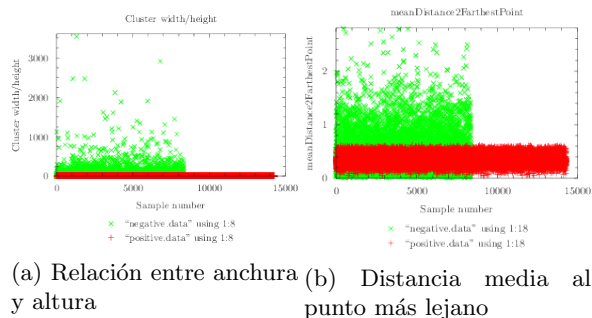 Cluster width/height
Cluster width/height
3000
2000
1000
0
0
5000
10000
15000
Sample number
"negative.data" using 1:8
"positive.data" using 1:8
(a) Relación entre anchura
y altura
meanDistance2FarthestPoint
meanDistance2FarthestPoint
2
1
0
0
5000
10000
15000
Sample number
"negative.data" using 1:18
"positive.data" using 1:18
(b) Distancia media al
punto más lejano